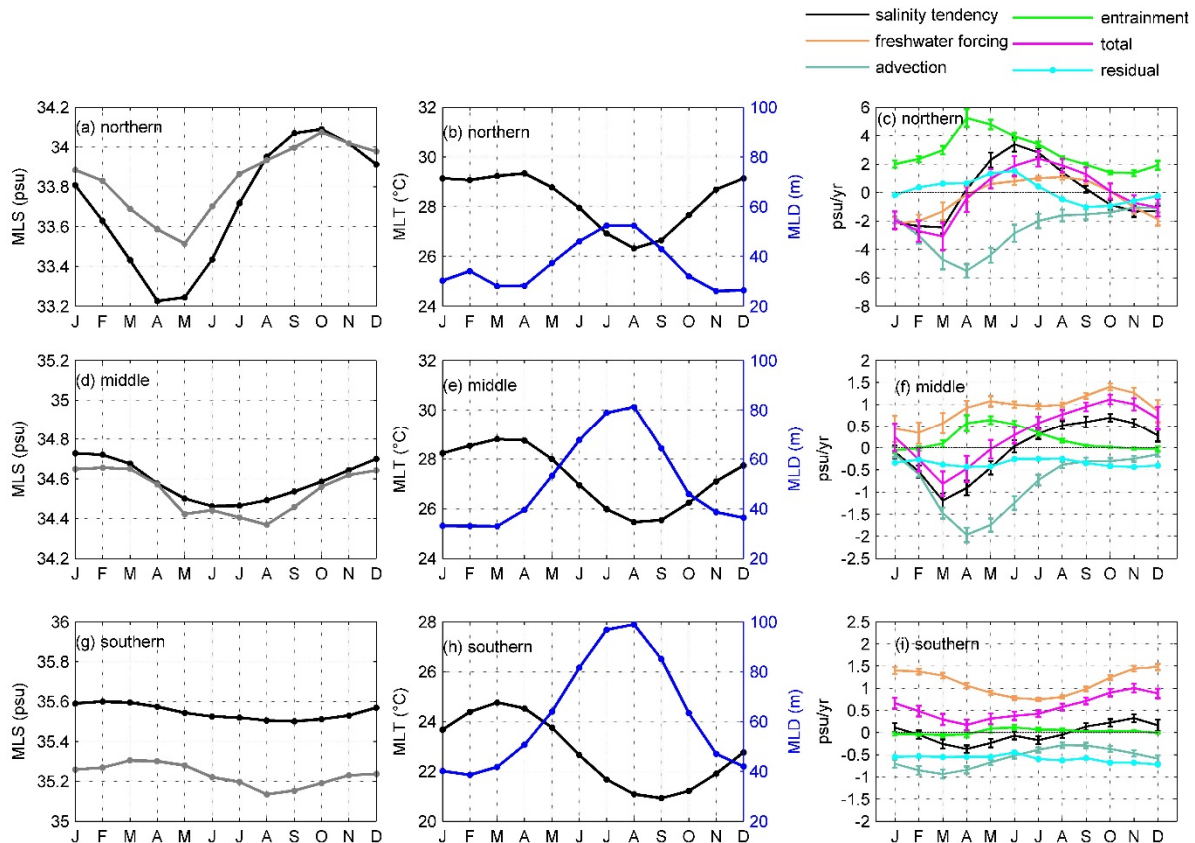 salinity tendency
entrainment
freshwater forcing
total
advection
residual
34.2
34
33.8
33.6
33.4
33.2
MLS (psu)
(a) northern
J F M A M J J A S O N D
32
30
28
26
24
MLT (°C)
(b) northern
100
80
60
40
20
MLD (m)
J F M A M J J A S O N D
6
4
2
0
-2
-4
-6
-8
psu/yr
(c) northern
J F M A M J J A S O N D
35.2
35
34.8
34.6
34.4
34.2
MLS (psu)
(d) middle
J F M A M J J A S O N D
32
30
28
26
24
MLT (°C)
(e) middle
100
80
60
40
20
MLD (m)
J F M A M J J A S O N D
2
1.5
1
0.5
0
-0.5
-1
-1.5
-2
-2.5
psu/yr
(f) middle
J F M A M J J A S O N D
36
35.8
35.6
35.4
35.2
35
MLS (psu)
(g) southern
J F M A M J J A S O N D
28
26
24
22
20
MLT (°C)
(h) southern
100
80
60
40
20
MLD (m)
J F M A M J J A S O N D
2.5
2
1.5
1
0.5
0
-0.5
-1
-1.5
-2
psu/yr
(i) southern
J F M A M J J A S O N D